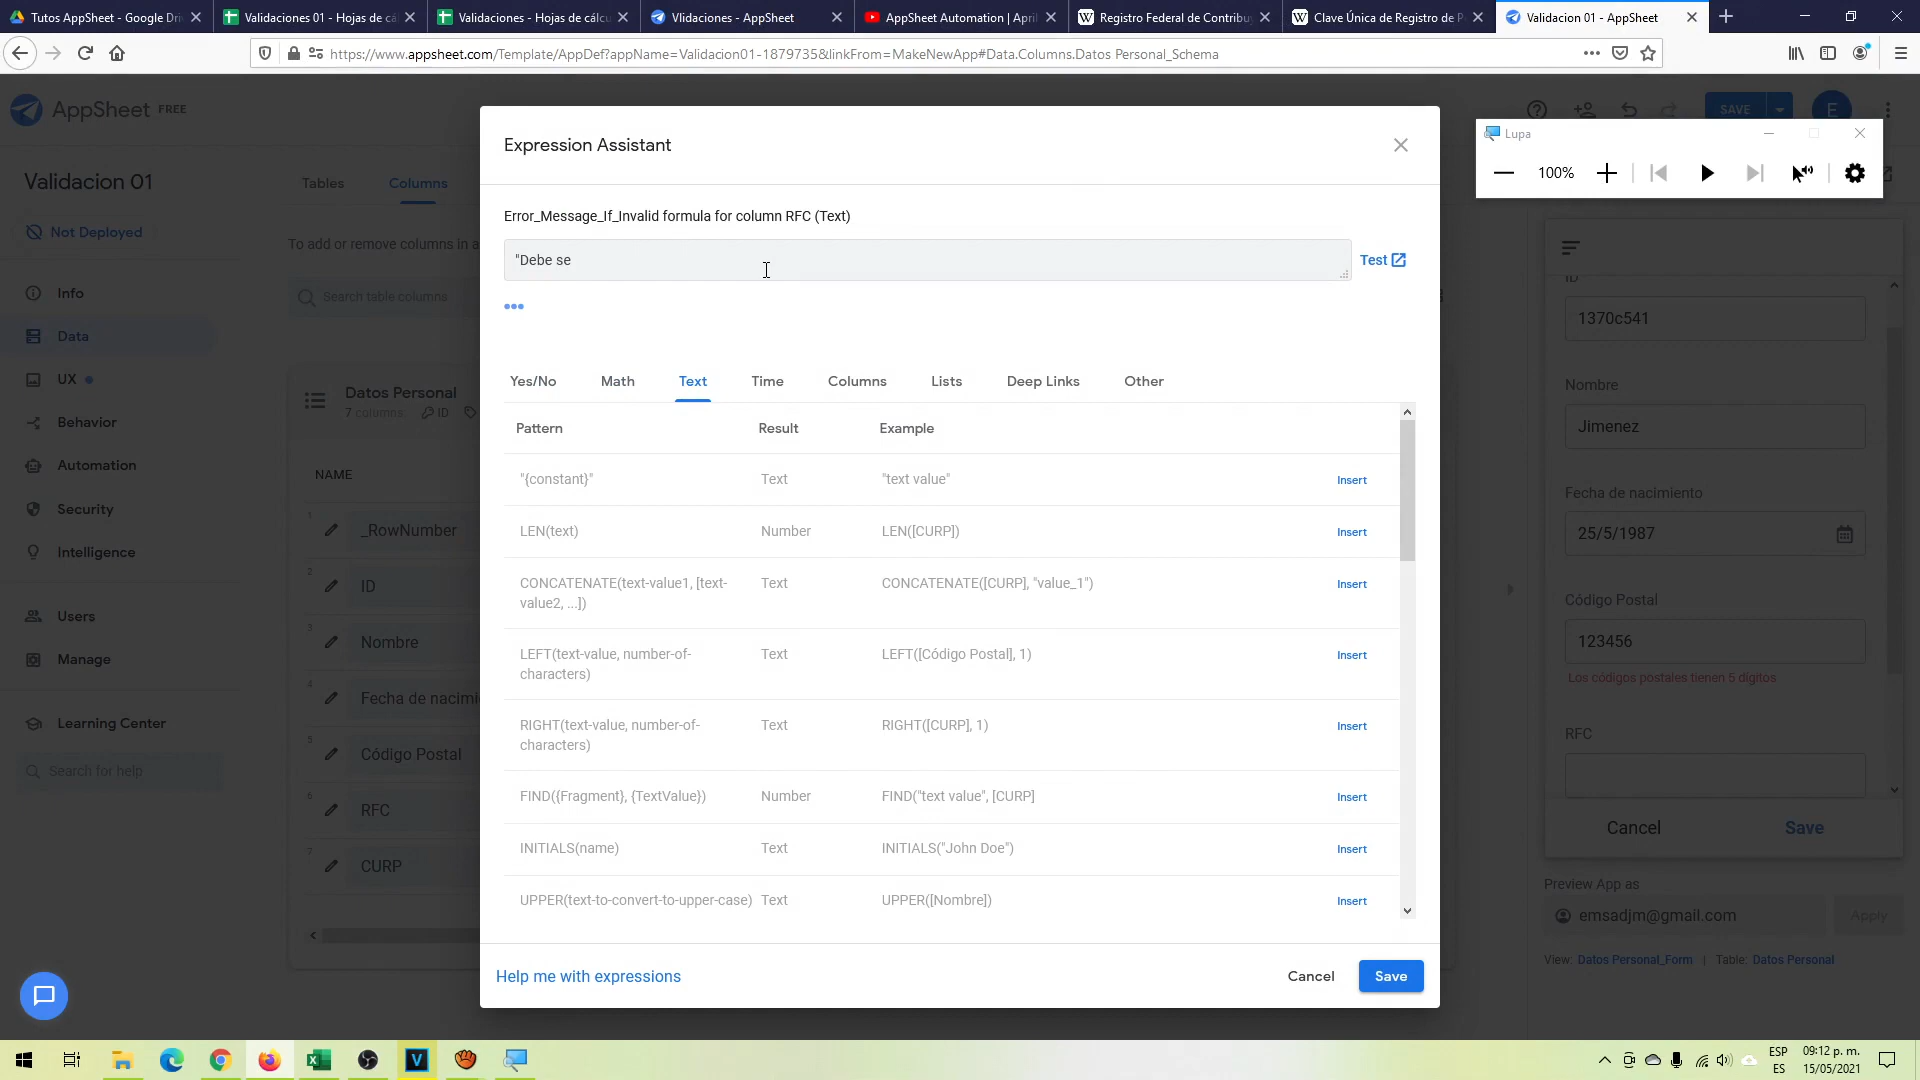 Tutos AppSheet - Google Dri
Validaciones 01 - Hojas de cá
Validaciones - Hojas de cálcu
Vlidaciones - AppSheet
AppSheet Automation | April
Registro Federal de Contribu
Clave Única de Registro de P
Validacion 01 - AppSheet
https://www.appsheet.com/Template/AppDef?appName=Validacion01-1879735&linkFrom=MakeNewApp#Data.Columns.Datos Personal_Schema
AppSheet FREE
SAVE
E
Lupa
100%
Validacion 01
Not Deployed
Info
Data
UX
Behavior
Automation
Security
Intelligence
Users
Manage
Learning Center
Search for help
Tables
Columns
To add or remove columns in a
Search table columns
Datos Personal
7 columns: ID
NAME
1
_RowNumber
2
ID
3
Nombre
4
Fecha de nacimi
5
Código Postal
6
RFC
7
CURP
Expression Assistant
Error_Message_If_Invalid formula for column RFC (Text)
"Debe se
Test
Yes/No
Math
Text
Time
Columns
Lists
Deep Links
Other
Pattern
Result
Example
"{constant}"
Text
"text value"
Insert
LEN(text)
Number
LEN([CURP])
Insert
CONCATENATE(text-value1, [text-
value2, ...])
Text
CONCATENATE([CURP], "value_1")
Insert
LEFT(text-value, number-of-
characters)
Text
LEFT([Código Postal], 1)
Insert
RIGHT(text-value, number-of-
characters)
Text
RIGHT([CURP], 1)
Insert
FIND({Fragment}, {TextValue})
Number
FIND("text value", [CURP]
Insert
INITIALS(name)
Text
INITIALS("John Doe")
Insert
UPPER(text-to-convert-to-upper-case)
Text
UPPER([Nombre])
Insert
Help me with expressions
Cancel
Save
ID
1370c541
Nombre
Jimenez
Fecha de nacimiento
25/5/1987
Código Postal
123456
Los códigos postales tienen 5 dígitos
RFC
Cancel
Save
Preview App as
emsadjm@gmail.com
Apply
View: Datos Personal_Form | Table: Datos Personal
ESP
ES
09:12 p. m.
15/05/2021